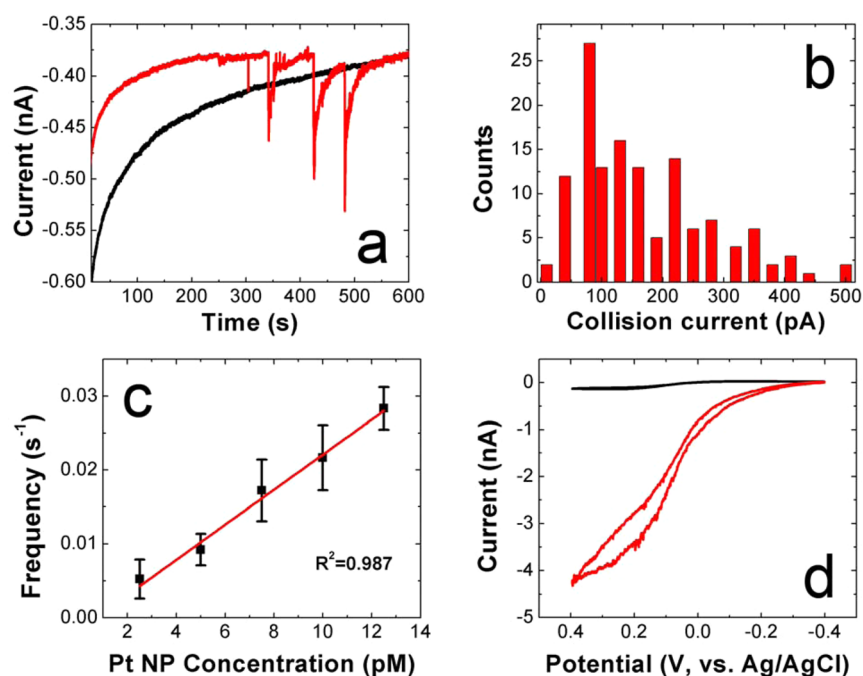 -0.35
-0.40
-0.45
-0.50
-0.55
-0.60
Current (nA)
100 200 300 400 500 600
Time (s)
a
25
20
15
10
5
0
Counts
0 100 200 300 400 500
Collision current (pA)
b
0.03
0.02
0.01
0.00
Frequency (s⁻¹)
2 4 6 8 10 12 14
Pt NP Concentration (pM)
c
R²=0.987
0
-1
-2
-3
-4
-5
Current (nA)
0.4 0.2 0.0 -0.2 -0.4
Potential (V, vs. Ag/AgCl)
d